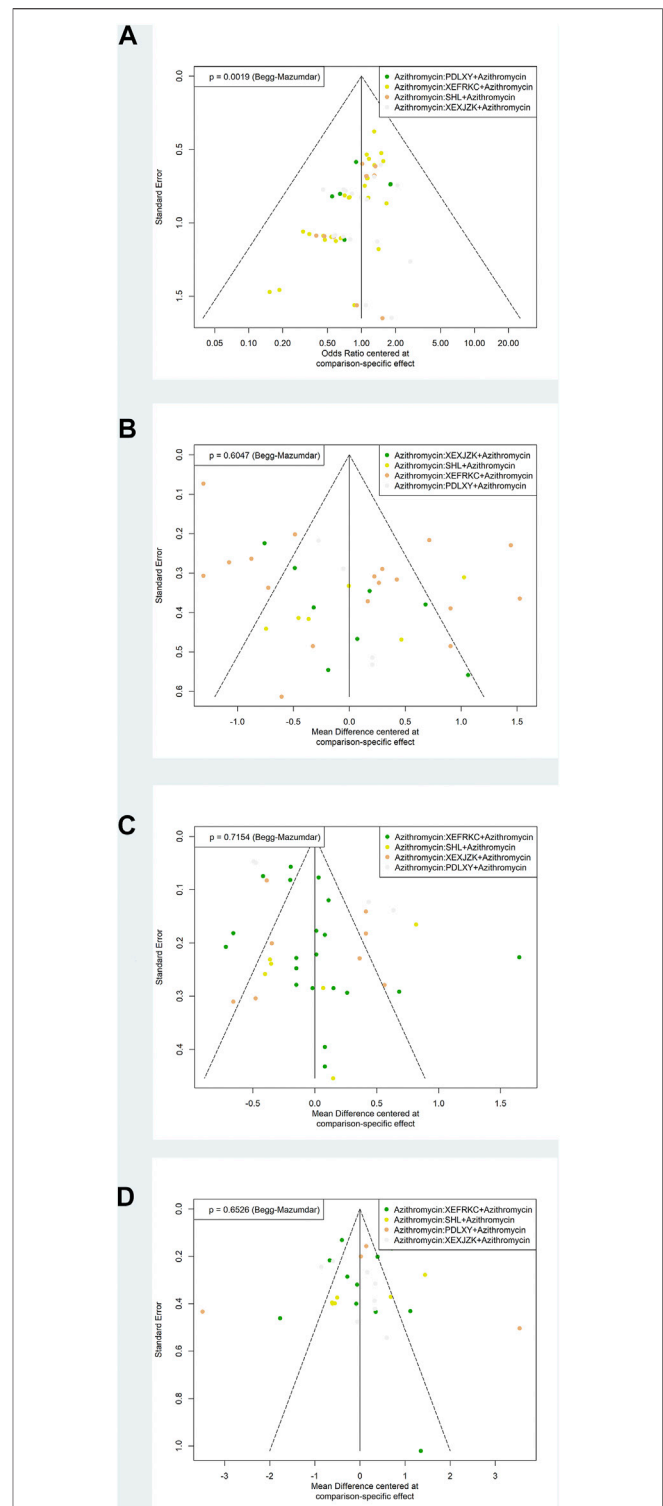 A
p = 0.0019 (Begg-Mazumdar)
Azithromycin:PDLXY+Azithromycin
Azithromycin:XEFRKC+Azithromycin
Azithromycin:SHL+Azithromycin
Azithromycin:XEXJZK+Azithromycin
Standard Error
0.0
0.5
1.0
1.5
0.05 0.10 0.20 0.50 1.00 2.00 5.00 10.00 20.00
Odds Ratio centered at
comparison-specific effect
B
p = 0.6047 (Begg-Mazumdar)
Azithromycin:XEXJZK+Azithromycin
Azithromycin:SHL+Azithromycin
Azithromycin:XEFRKC+Azithromycin
Azithromycin:PDLXY+Azithromycin
Standard Error
0.0
0.1
0.2
0.3
0.4
0.5
0.6
-1.0 -0.5 0.0 0.5 1.0 1.5
Mean Difference centered at
comparison-specific effect
C
p = 0.7154 (Begg-Mazumdar)
Azithromycin:XEFRKC+Azithromycin
Azithromycin:SHL+Azithromycin
Azithromycin:XEXJZK+Azithromycin
Azithromycin:PDLXY+Azithromycin
Standard Error
0.0
0.1
0.2
0.3
0.4
-0.5 0.0 0.5 1.0 1.5
Mean Difference centered at
comparison-specific effect
D
p = 0.6526 (Begg-Mazumdar)
Azithromycin:XEFRKC+Azithromycin
Azithromycin:SHL+Azithromycin
Azithromycin:PDLXY+Azithromycin
Azithromycin:XEXJZK+Azithromycin
Standard Error
0.0
0.2
0.4
0.6
0.8
1.0
-3 -2 -1 0 1 2 3
Mean Difference centered at
comparison-specific effect